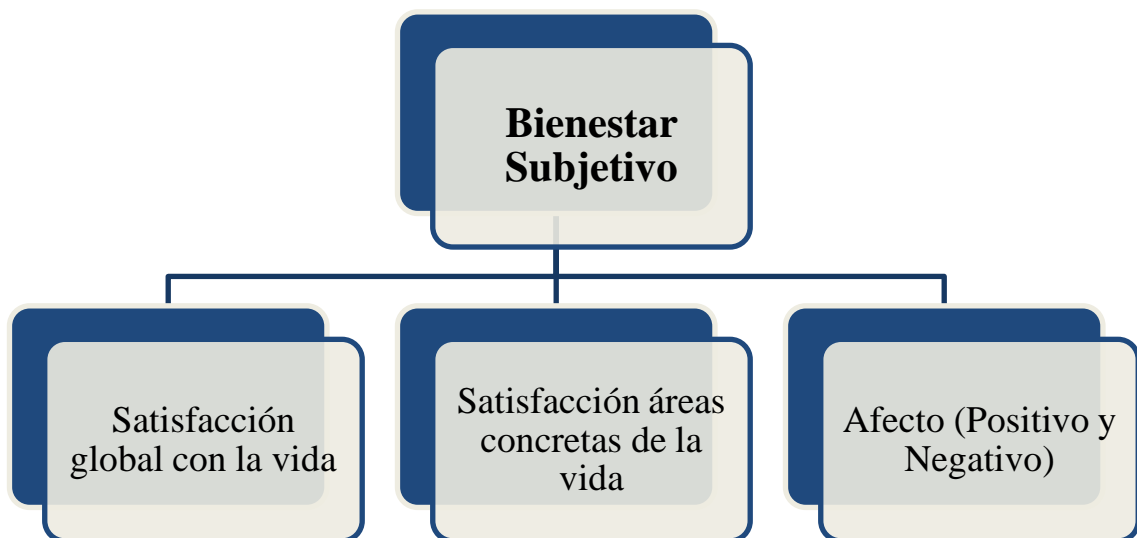 Bienestar
Subjetivo
Satisfacción
global con la vida
Satisfacción áreas
concretas de la
vida
Afecto (Positivo y
Negativo)